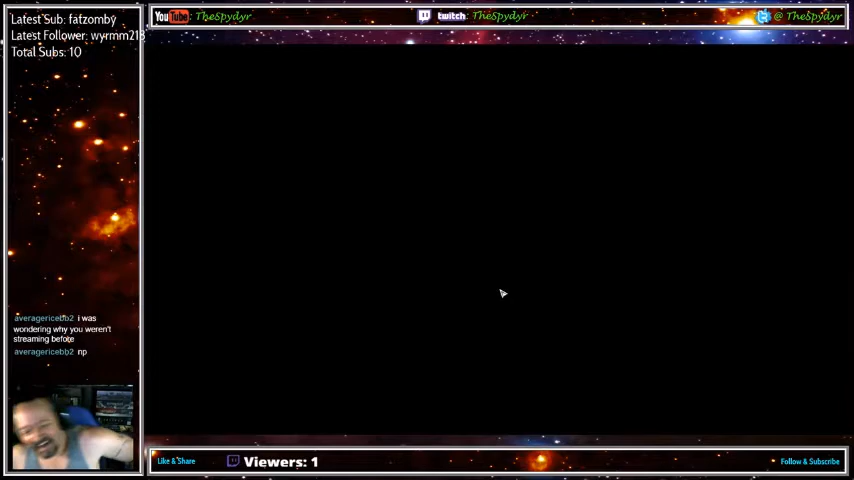 Latest Sub: fatzomby
Latest Follower: wyrmm213
Total Subs: 10
YouTube: TheSpydyr
twitch: TheSpydyr
@ TheSpydyr
averagericebb2 i was
wondering why you weren't
streaming before
averagericebb2 np
Like & Share
Viewers: 1
Follow & Subscribe